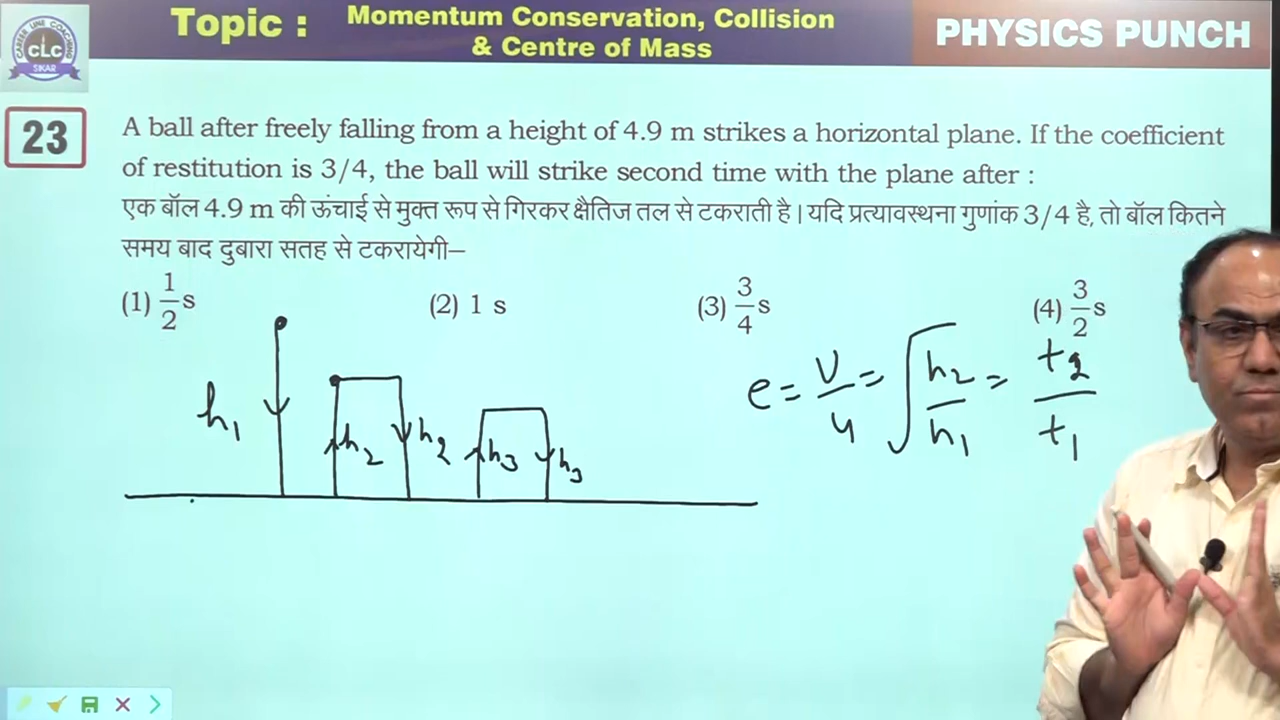 CAREER LINE COACHING
CLC
SIKAR
Topic :
Momentum Conservation, Collision
& Centre of Mass
PHYSICS PUNCH
23
A ball after freely falling from a height of 4.9 m strikes a horizontal plane. If the coefficient
of restitution is 3/4, the ball will strike second time with the plane after :
एक बॉल 4.9 m की ऊंचाई से मुक्त रूप से गिरकर क्षैतिज तल से टकराती है। यदि प्रत्यावस्थना गुणांक 3/4 है, तो बॉल कितने
समय बाद दुबारा सतह से टकरायेगी–
(1) 1/2 s (2) 1 s (3) 3/4 s (4) 3/2 s
h₁ h₂ h₂ h₃ h₃
e = v/u = √(h₂/h₁) = t₂/t₁